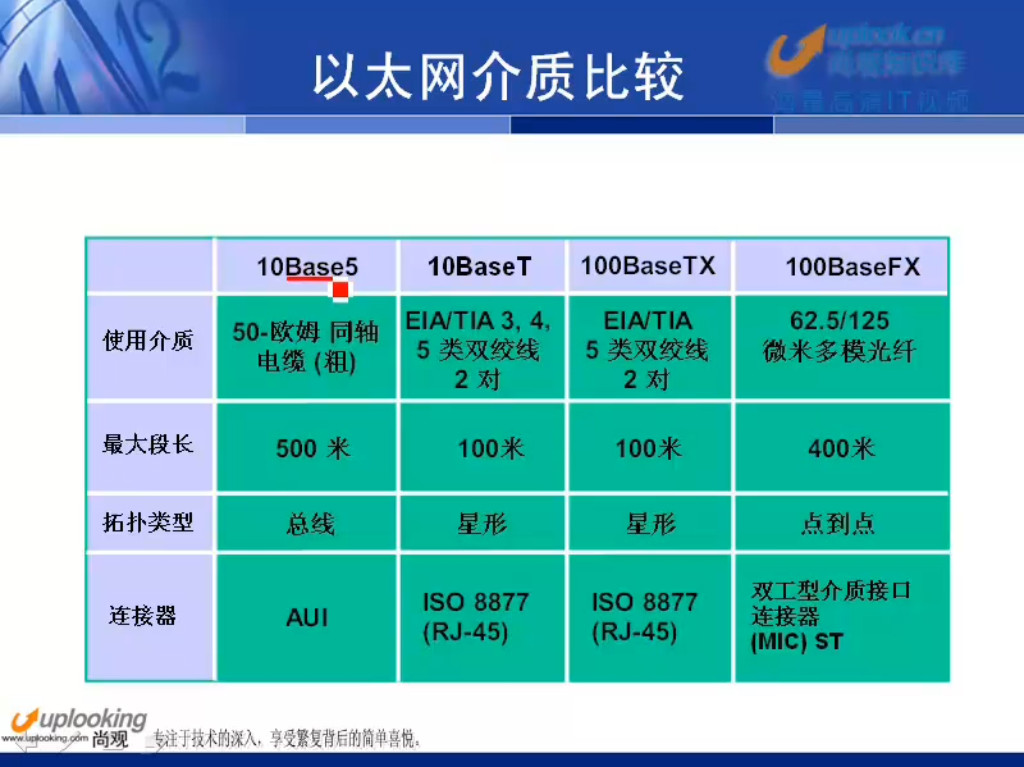 以太网介质比较
uplook.cn
尚观知识库
海量高清IT视频
10Base5
10BaseT
100BaseTX
100BaseFX
使用介质
50-欧姆 同轴
电缆 (粗)
EIA/TIA 3, 4,
5 类双绞线
2 对
EIA/TIA
5 类双绞线
2 对
62.5/125
微米多模光纤
最大段长
500 米
100米
100米
400米
拓扑类型
总线
星形
星形
点到点
连接器
AUI
ISO 8877
(RJ-45)
ISO 8877
(RJ-45)
双工型介质接口
连接器
(MIC) ST
uplooking
www.uplooking.com 尚观
专注于技术的深入，享受繁复背后的简单喜悦。